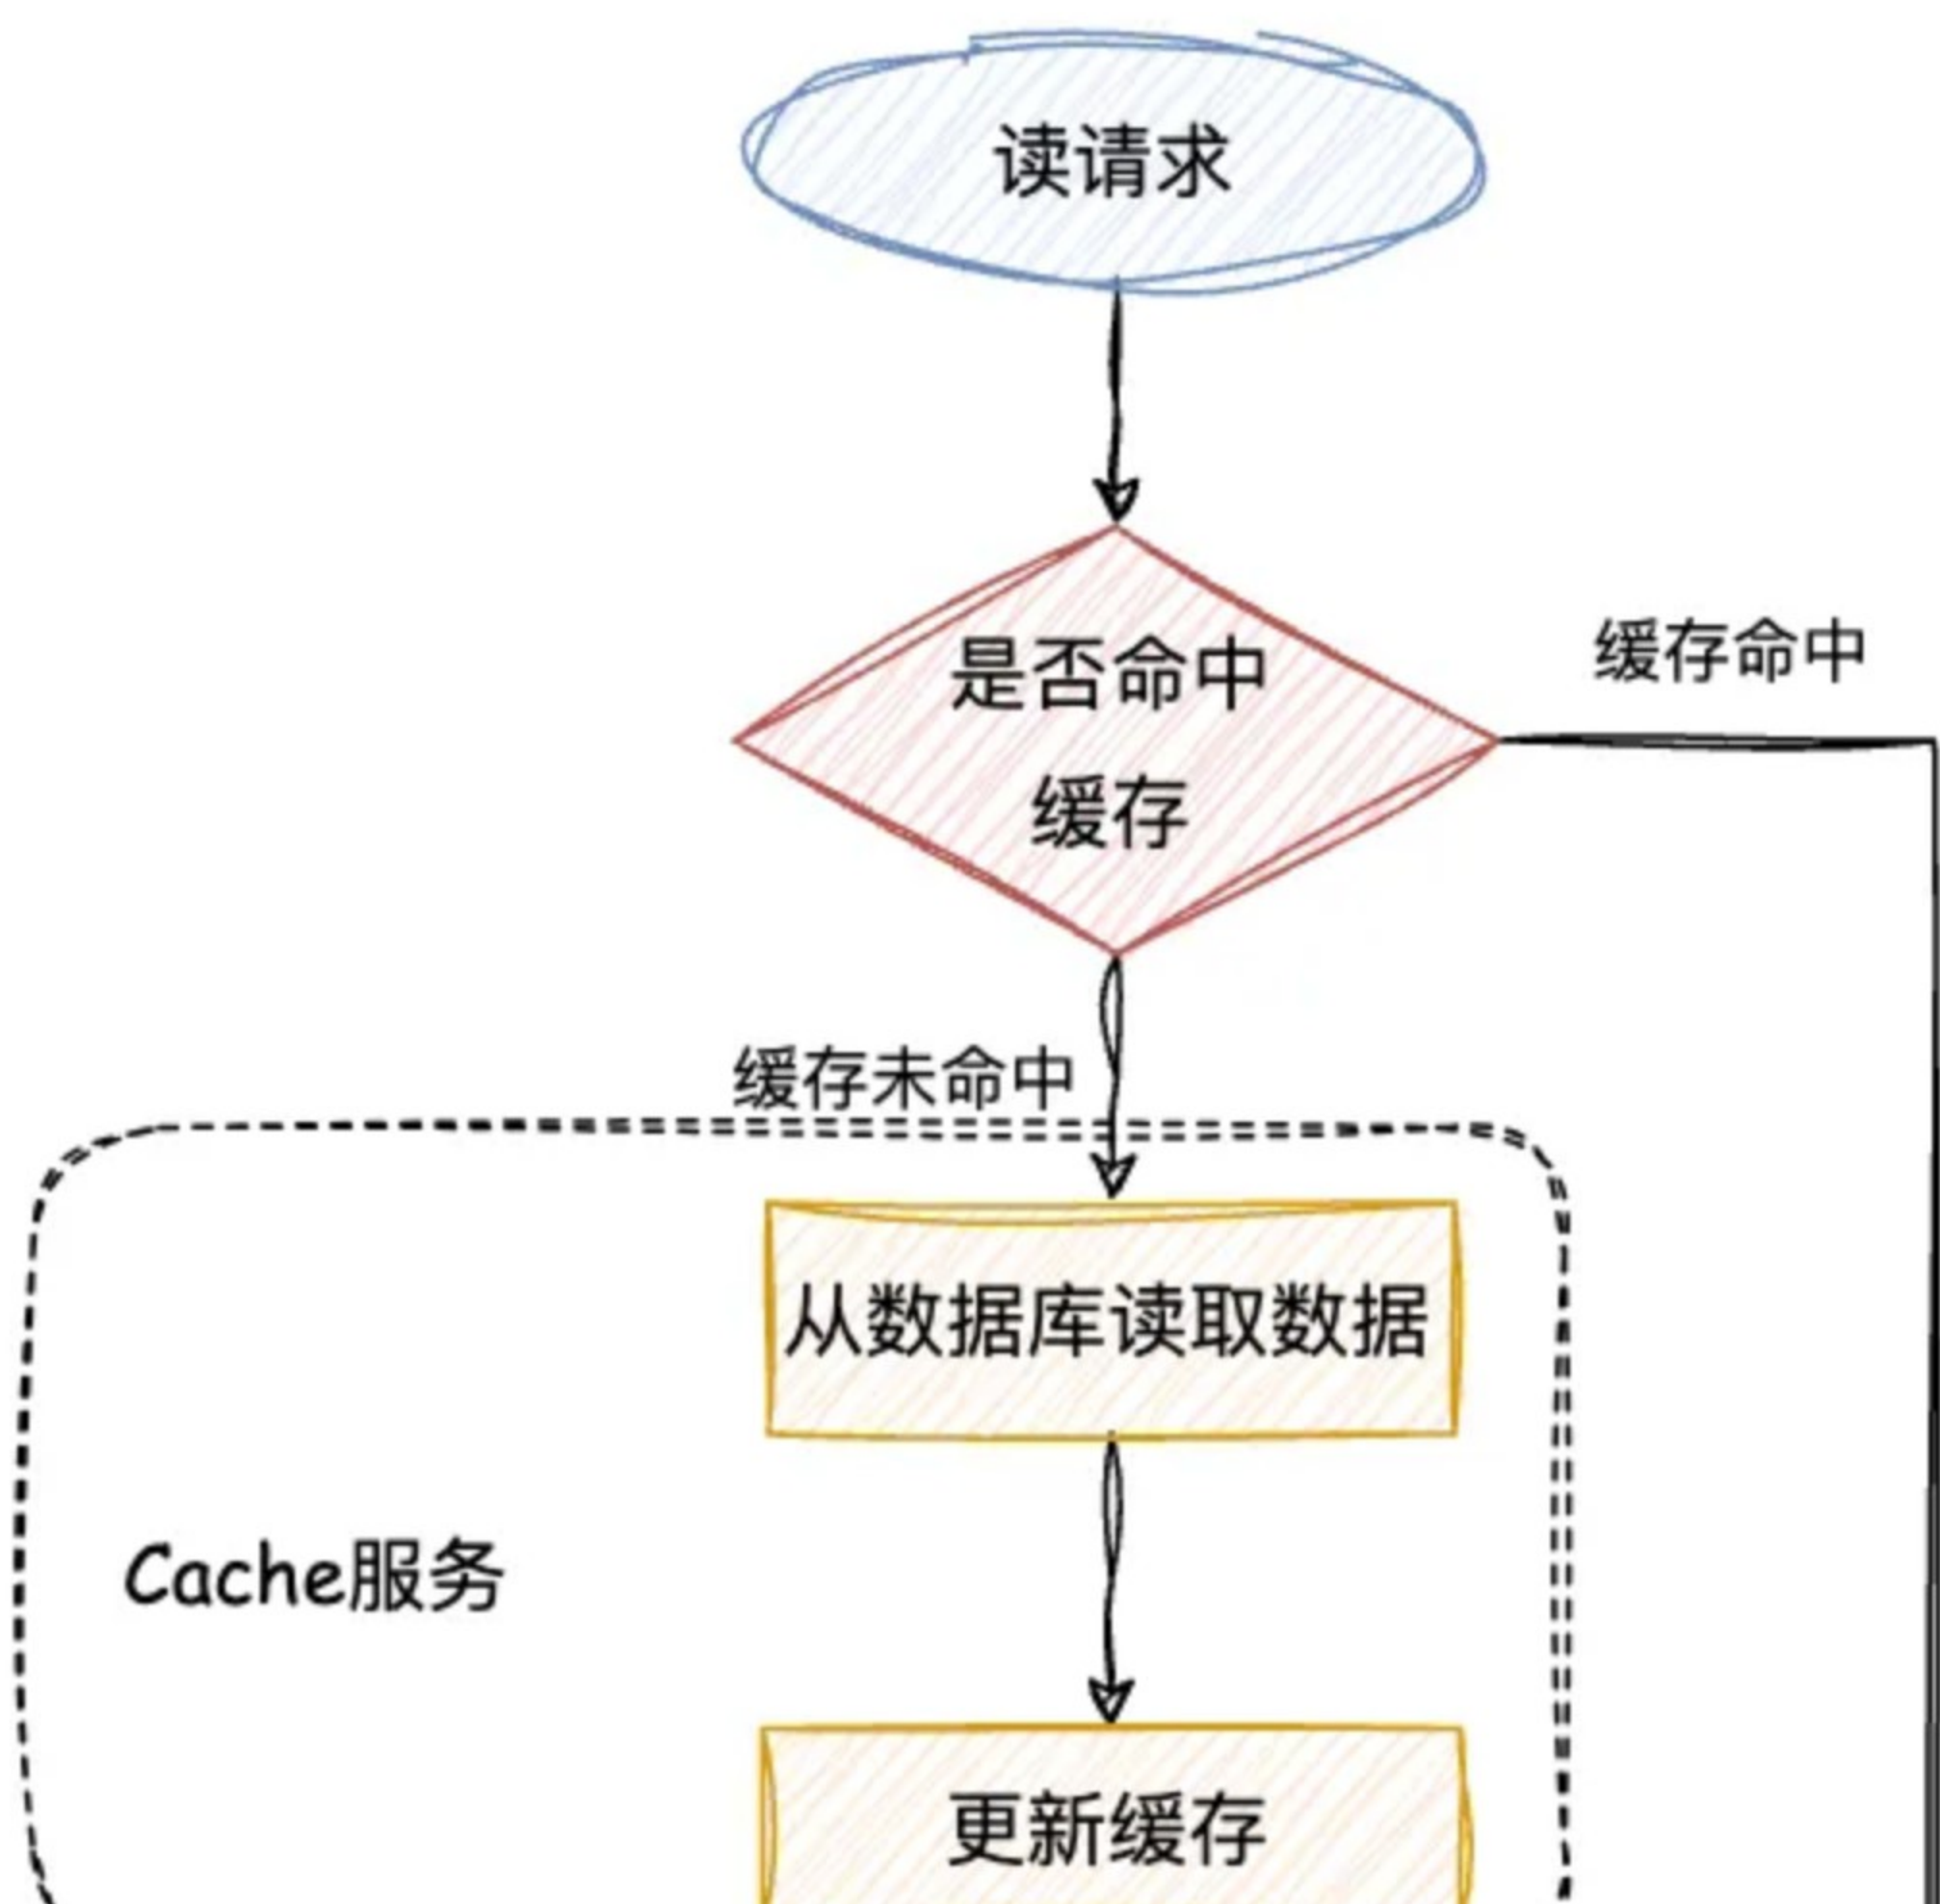 读请求
是否命中
缓存
缓存命中
缓存未命中
从数据库读取数据
Cache服务
更新缓存